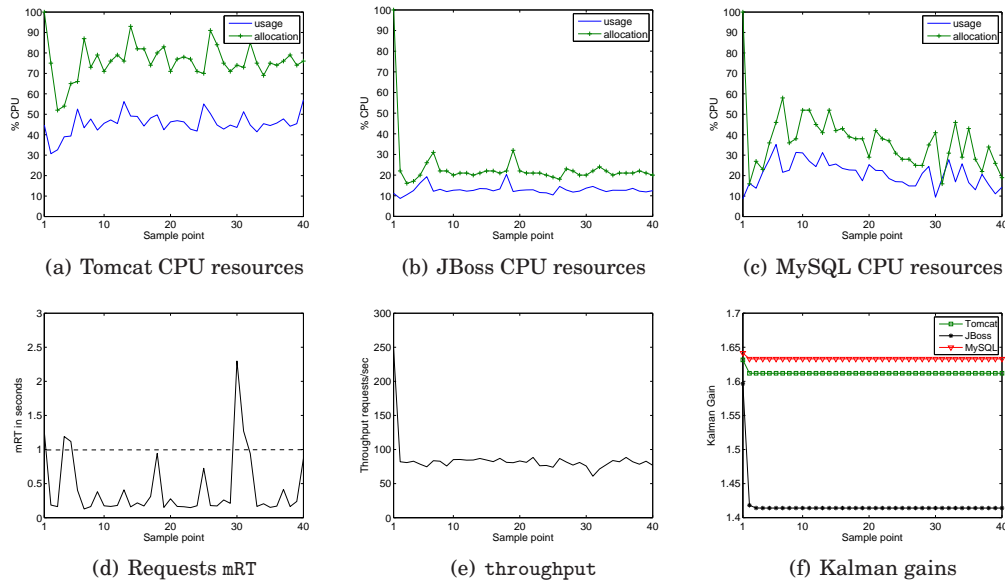 100
90
80
70
60
50
40
30
20
10
0
% CPU
usage
allocation
1 10 20 30 40
Sample point
(a) Tomcat CPU resources
100
90
80
70
60
50
40
30
20
10
0
% CPU
usage
allocation
1 10 20 30 40
Sample point
(b) JBoss CPU resources
100
90
80
70
60
50
40
30
20
10
0
% CPU
usage
allocation
1 10 20 30 40
Sample point
(c) MySQL CPU resources
3
2.5
2
1.5
1
0.5
0
mRT in seconds
1 10 20 30 40
Sample point
(d) Requests mRT
300
250
200
150
100
50
0
Throughput requests/sec
1 10 20 30 40
Sample point
(e) throughput
1.7
1.65
1.6
1.55
1.5
1.45
1.4
Kalman Gain
Tomcat
JBoss
MySQL
1 10 20 30 40
Sample point
(f) Kalman gains